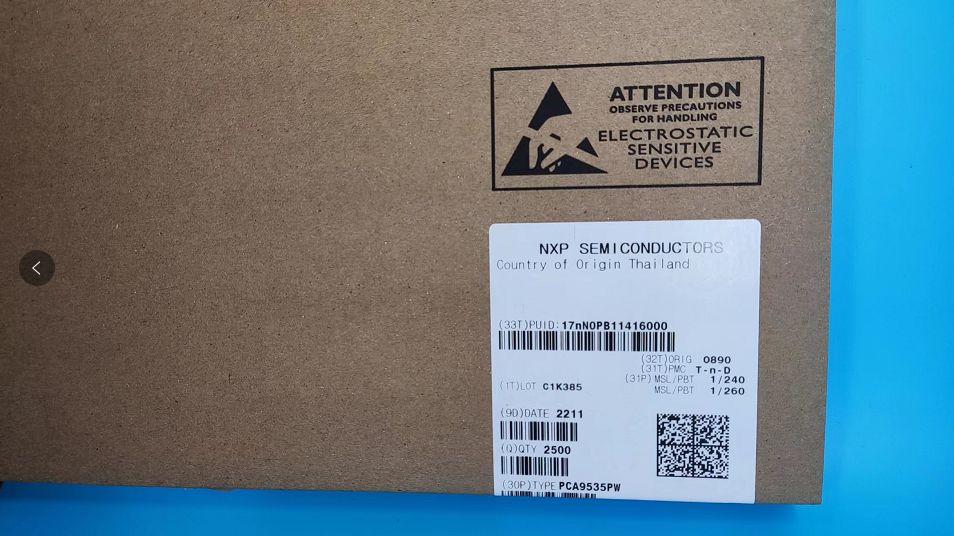 ATTENTION
OBSERVE PRECAUTIONS
FOR HANDLING
ELECTROSTATIC
SENSITIVE
DEVICES
NXP SEMICONDUCTORS
Country of Origin Thailand
(33T)PUID: 17nN0PB11416000
(32T)ORIG 0890
(31T)PMC T-n-D
(31P) MSL/PBT 1/240
MSL/PBT 1/260
(1T)LOT C1K385
(9D)DATE 2211
(Q)QTY 2500
(30P)TYPE PCA9535PW